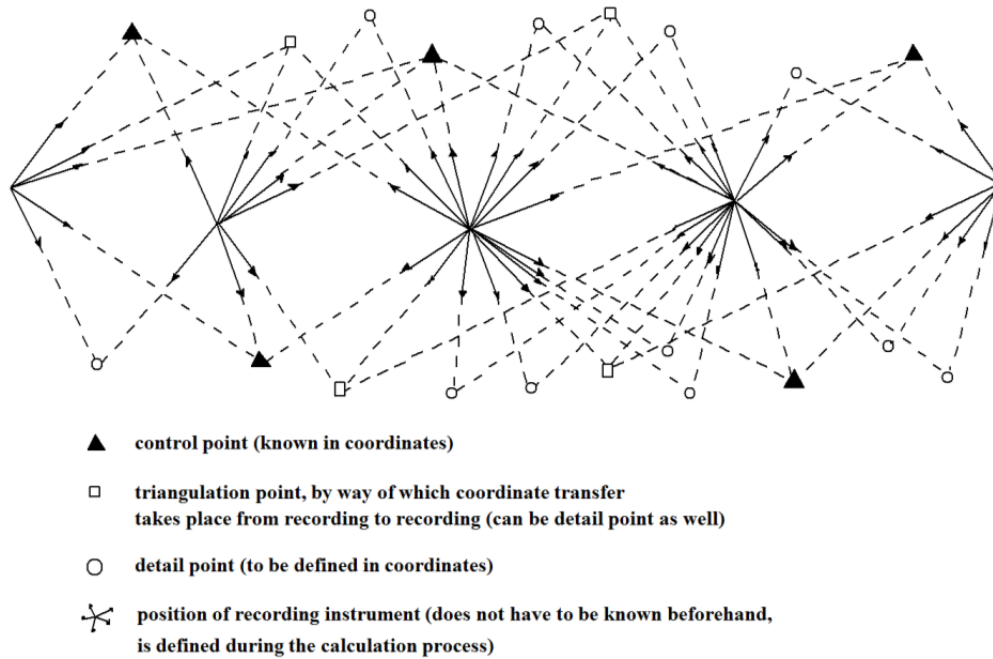 control point (known in coordinates)
triangulation point, by way of which coordinate transfer
takes place from recording to recording (can be detail point as well)
detail point (to be defined in coordinates)
position of recording instrument (does not have to be known beforehand,
is defined during the calculation process)